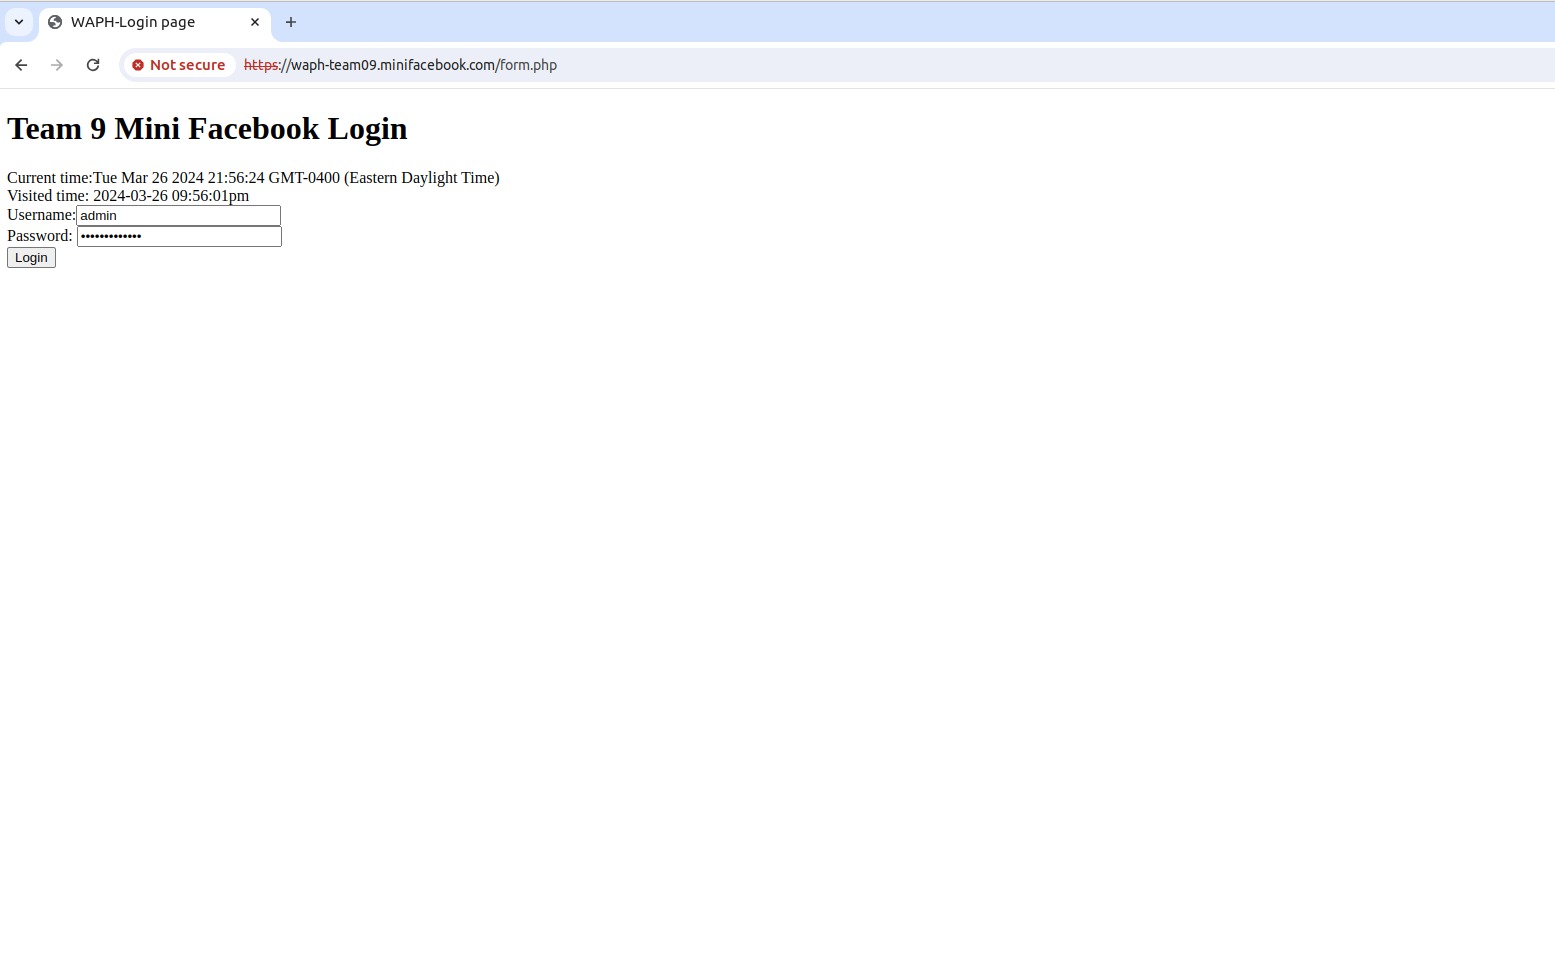 WAPH-Login page
Not secure https://waph-team09.minifacebook.com/form.php
Team 9 Mini Facebook Login
Current time:Tue Mar 26 2024 21:56:24 GMT-0400 (Eastern Daylight Time)
Visited time: 2024-03-26 09:56:01pm
Username:admin
Password: •••••••••••••
Login